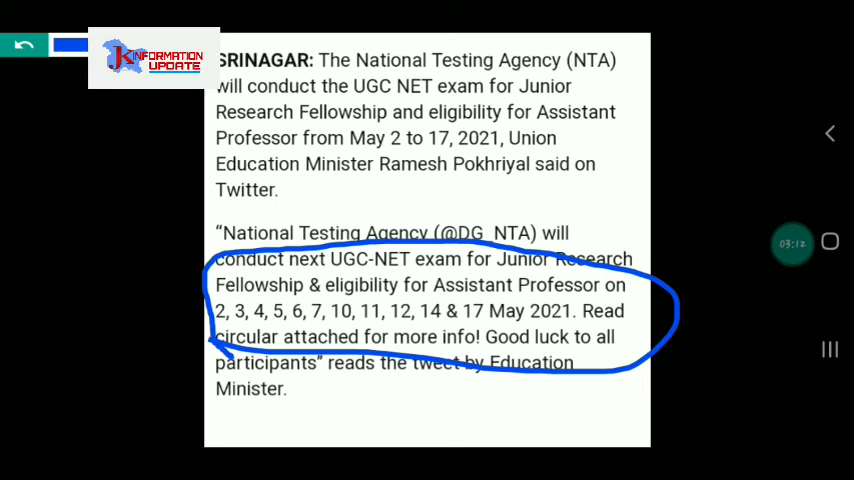 JK INFORMATION
UPDATE
SRINAGAR: The National Testing Agency (NTA)
will conduct the UGC NET exam for Junior
Research Fellowship and eligibility for Assistant
Professor from May 2 to 17, 2021, Union
Education Minister Ramesh Pokhriyal said on
Twitter.
“National Testing Agency (@DG_NTA) will
conduct next UGC-NET exam for Junior Research
Fellowship & eligibility for Assistant Professor on
2, 3, 4, 5, 6, 7, 10, 11, 12, 14 & 17 May 2021. Read
circular attached for more info! Good luck to all
participants” reads the tweet by Education
Minister.
03:12